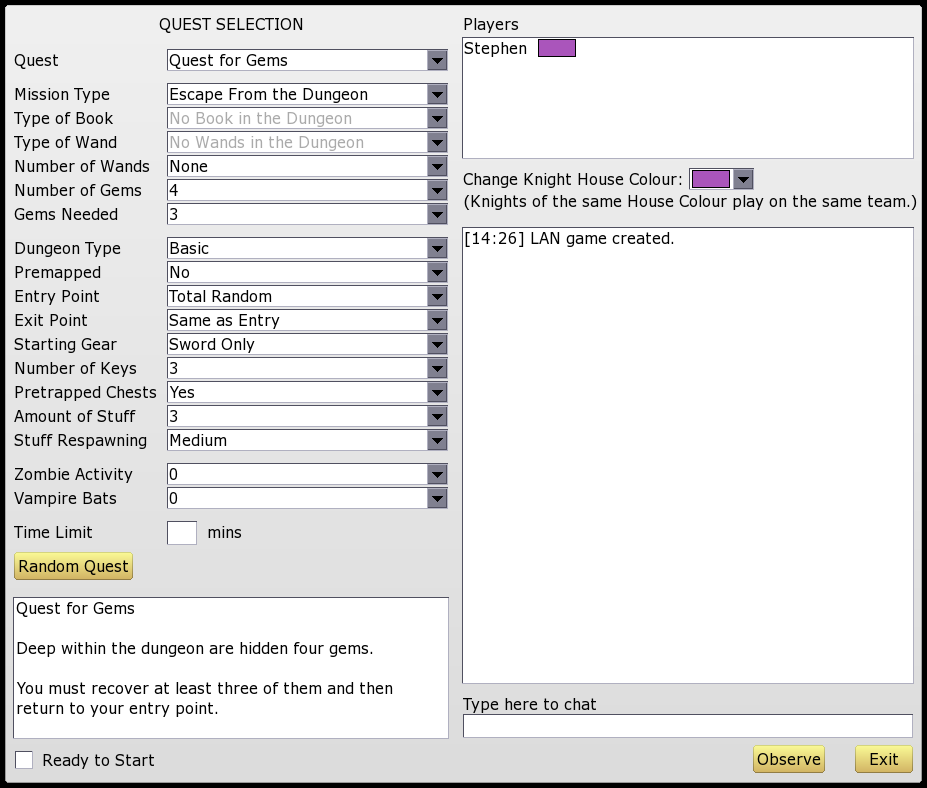 QUEST SELECTION
Quest Quest for Gems
Mission Type Escape From the Dungeon
Type of Book No Book in the Dungeon
Type of Wand No Wands in the Dungeon
Number of Wands None
Number of Gems 4
Gems Needed 3
Dungeon Type Basic
Premapped No
Entry Point Total Random
Exit Point Same as Entry
Starting Gear Sword Only
Number of Keys 3
Pretrapped Chests Yes
Amount of Stuff 3
Stuff Respawning Medium
Zombie Activity 0
Vampire Bats 0
Time Limit mins
Random Quest
Quest for Gems
Deep within the dungeon are hidden four gems.
You must recover at least three of them and then
return to your entry point.
Ready to Start
Players
Stephen
Change Knight House Colour:
(Knights of the same House Colour play on the same team.)
[14:26] LAN game created.
Type here to chat
Observe Exit